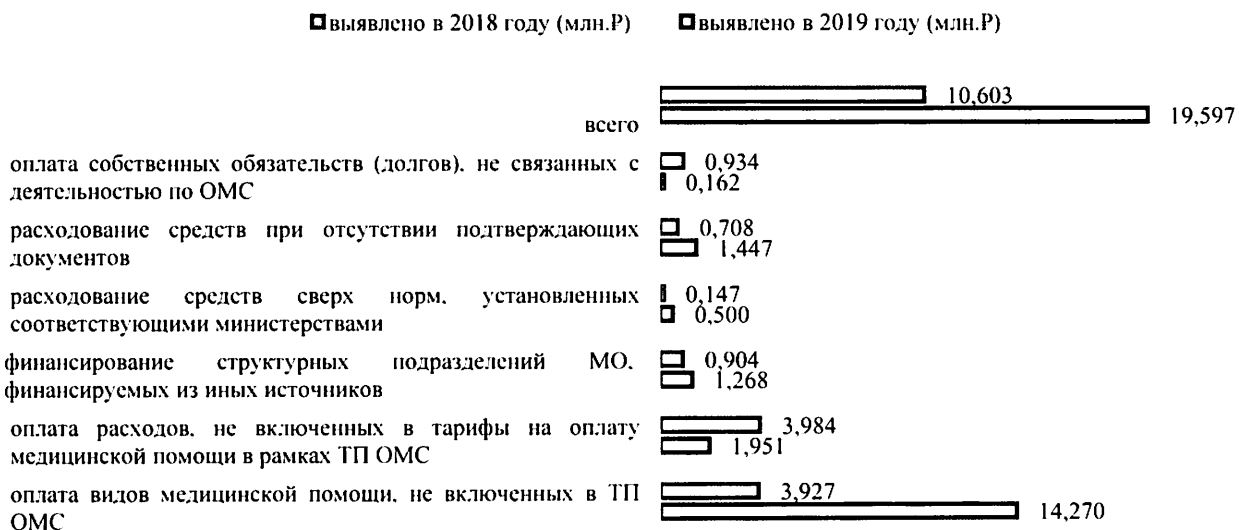 выявлено в 2018 году (млн.Р) выявлено в 2019 году (млн.Р)
10,603
всего
19,597
оплата собственных обязательств (долгов), не связанных с
деятельностью по ОМС
0,934
0,162
расходование средств при отсутствии подтверждающих
документов
0,708
1,447
расходование средств сверх норм, установленных
соответствующими министерствами
0,147
0,500
финансирование структурных подразделений МО,
финансируемых из иных источников
0,904
1,268
оплата расходов, не включенных в тарифы на оплату
медицинской помощи в рамках ТП ОМС
3,984
1,951
оплата видов медицинской помощи, не включенных в ТП
ОМС
3,927
14,270